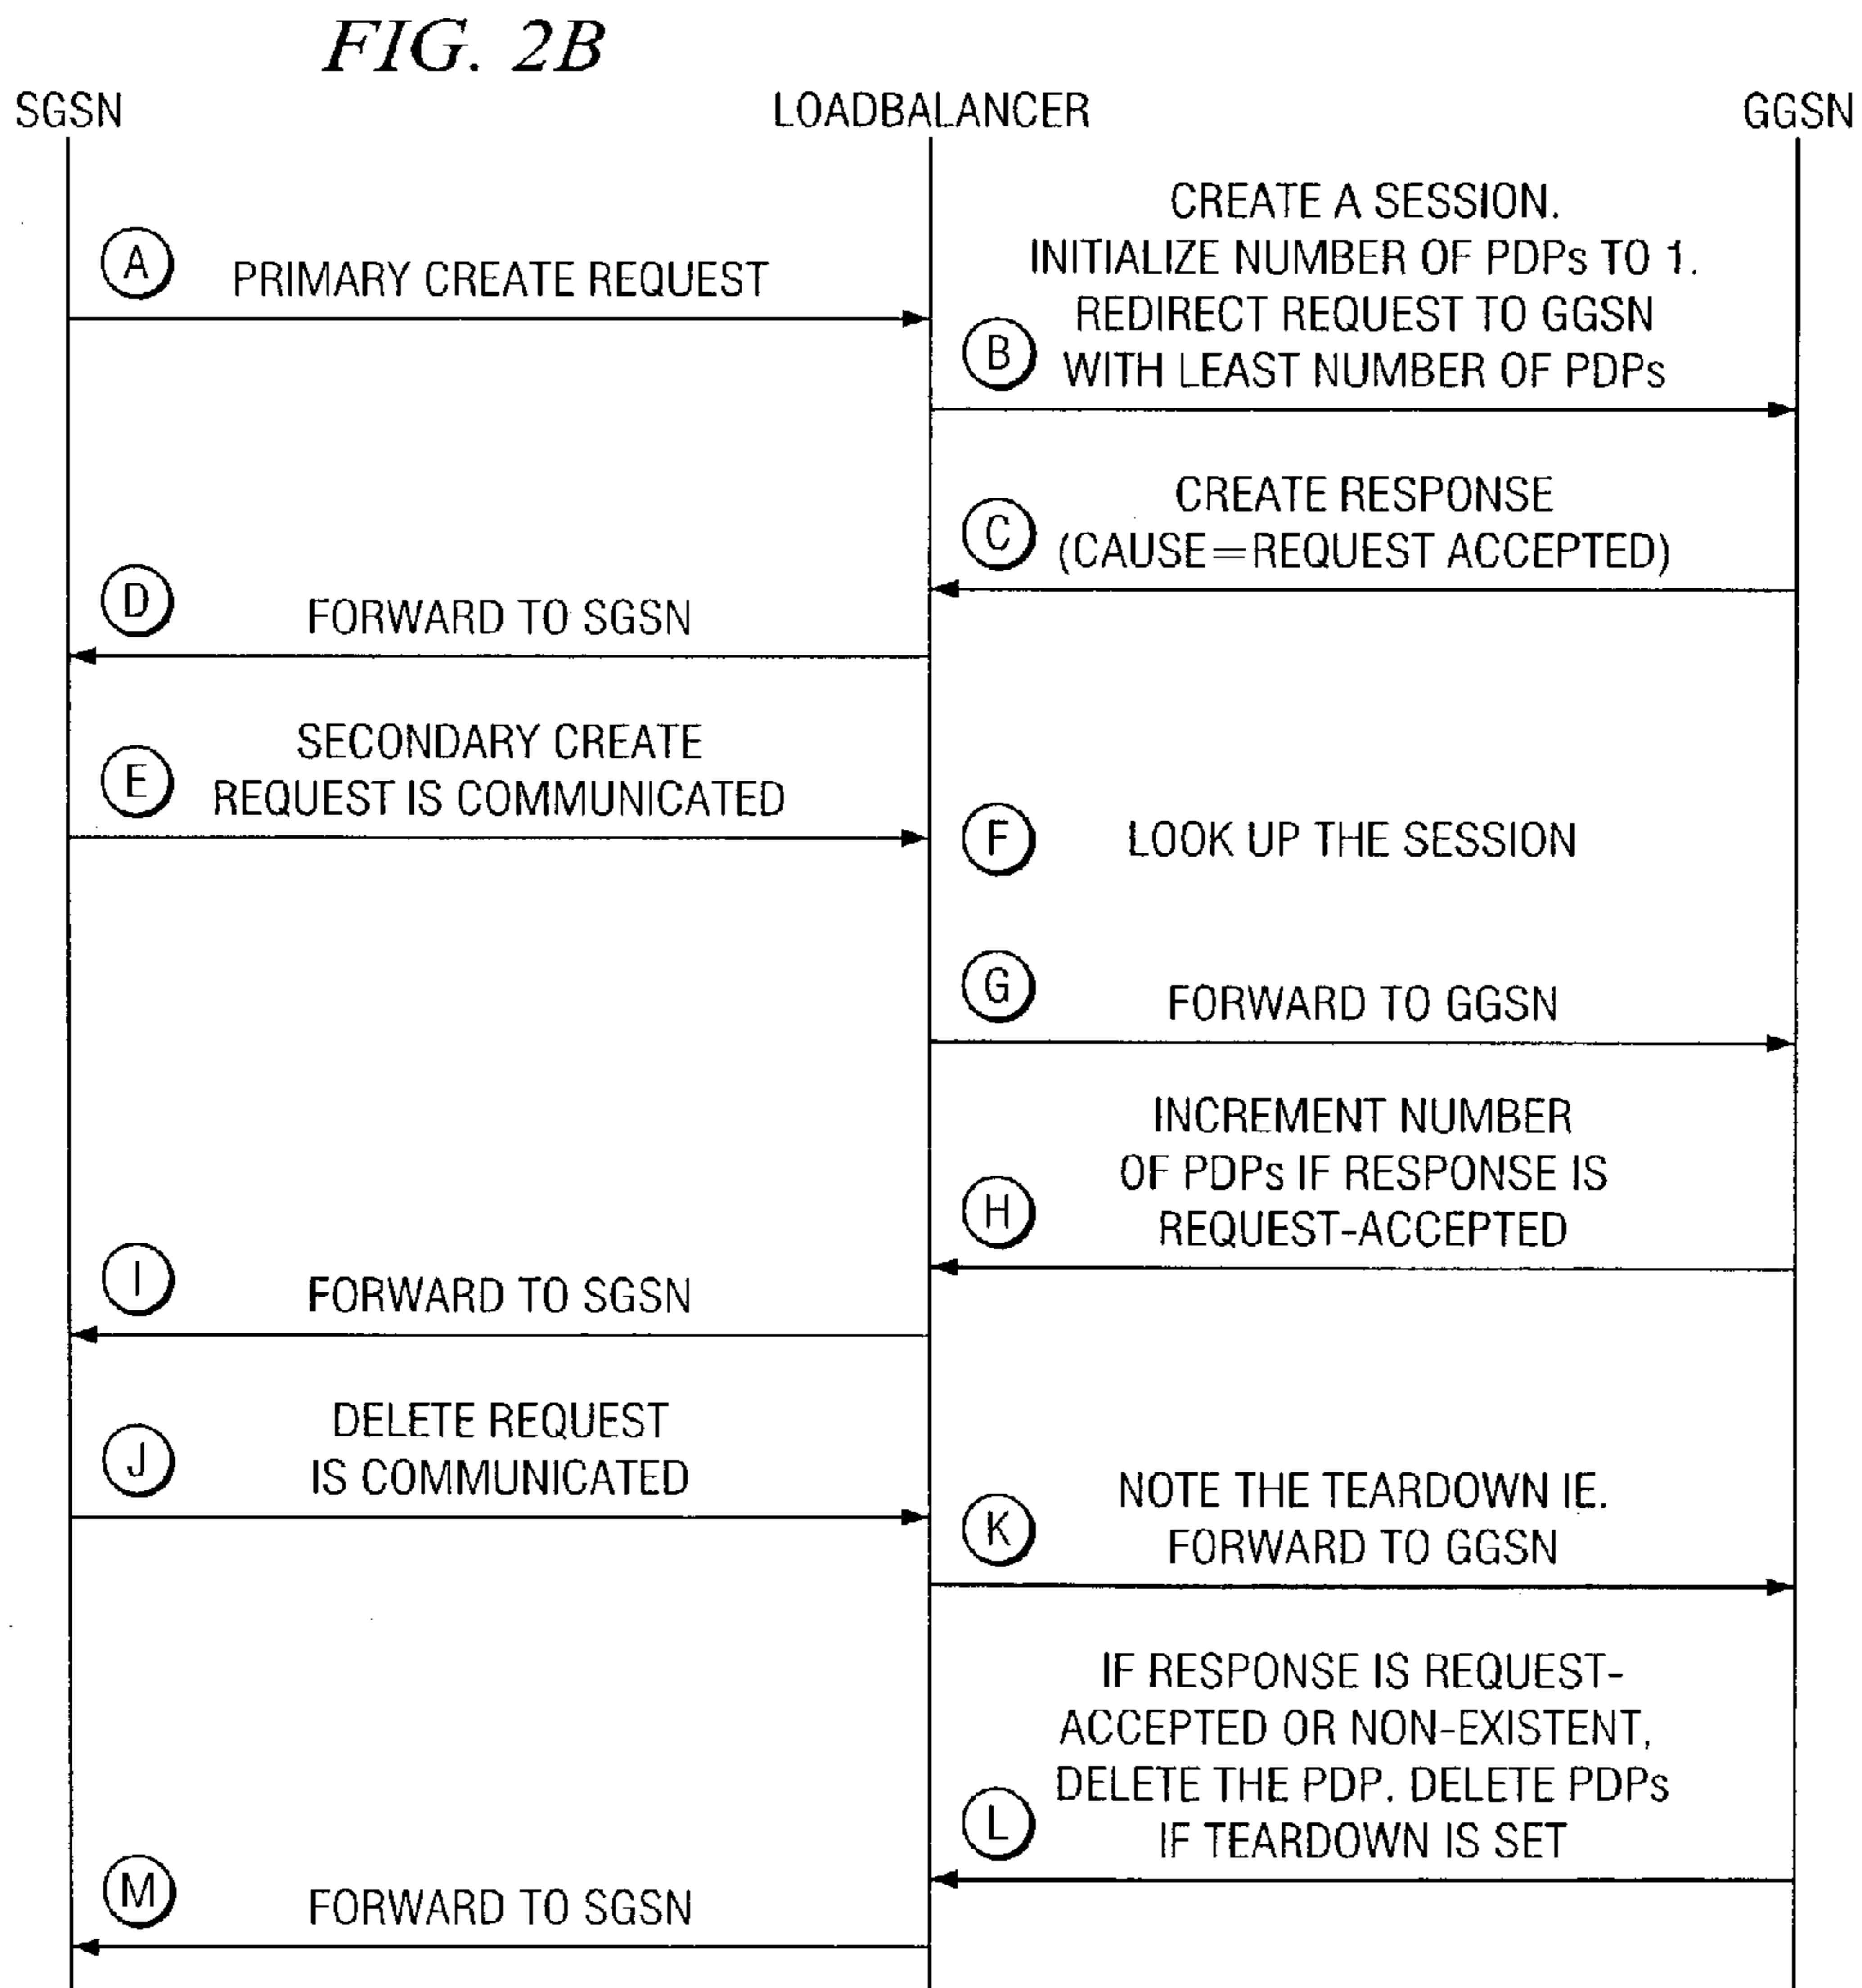 FIG. 2B
SGSN
LOADBALANCER
GGSN
A
PRIMARY CREATE REQUEST
CREATE A SESSION.
INITIALIZE NUMBER OF PDPs TO 1.
REDIRECT REQUEST TO GGSN
WITH LEAST NUMBER OF PDPs
B
CREATE RESPONSE
(CAUSE=REQUEST ACCEPTED)
C
D
FORWARD TO SGSN
E
SECONDARY CREATE
REQUEST IS COMMUNICATED
F
LOOK UP THE SESSION
G
FORWARD TO GGSN
INCREMENT NUMBER
OF PDPs IF RESPONSE IS
REQUEST-ACCEPTED
H
I
FORWARD TO SGSN
J
DELETE REQUEST
IS COMMUNICATED
K
NOTE THE TEARDOWN IE.
FORWARD TO GGSN
IF RESPONSE IS REQUEST-
ACCEPTED OR NON-EXISTENT,
DELETE THE PDP. DELETE PDPs
IF TEARDOWN IS SET
L
M
FORWARD TO SGSN